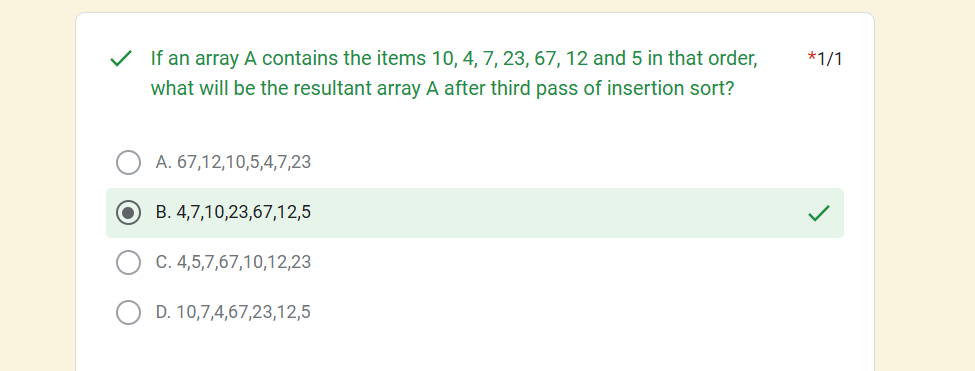 If an array A contains the items 10, 4, 7, 23, 67, 12 and 5 in that order, *1/1
what will be the resultant array A after third pass of insertion sort?
A. 67,12,10,5,4,7,23
B. 4,7,10,23,67,12,5
C. 4,5,7,67,10,12,23
D. 10,7,4,67,23,12,5